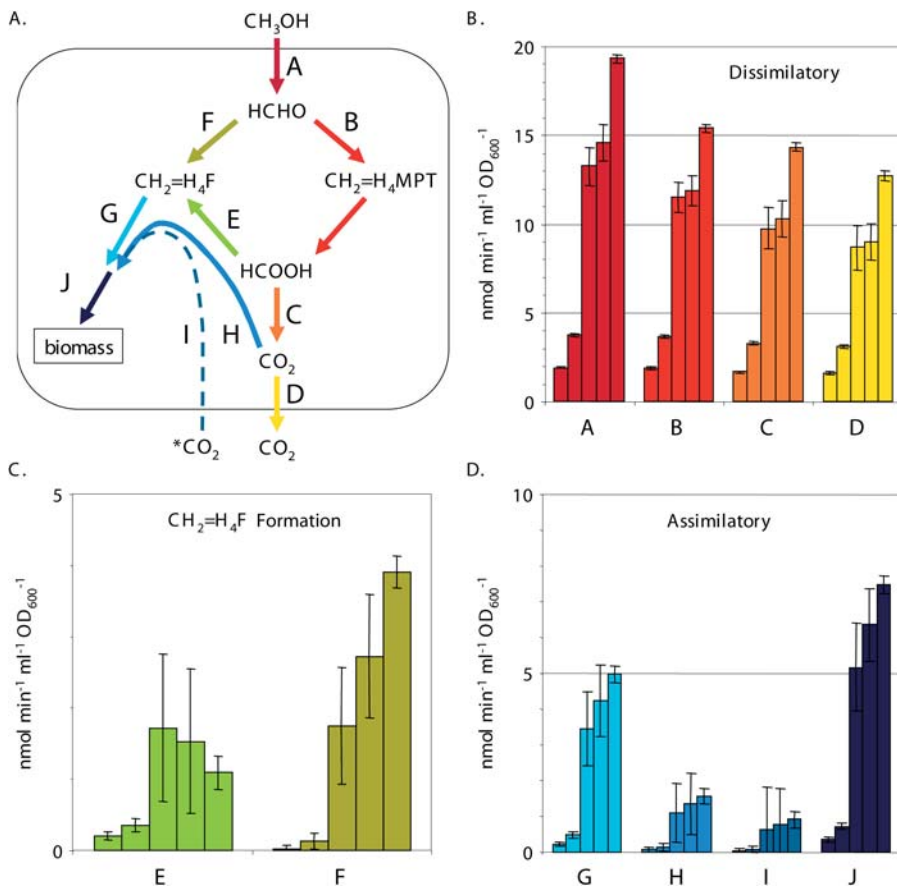 A.
CH₃OH
A
HCHO
F
B
CH₂=H₄F
CH₂=H₄MPT
G
E
HCOOH
J
C
I
H
biomass
CO₂
D
*CO₂
CO₂
B.
20
Dissimilatory
15
10
5
0
nmol min⁻¹ ml⁻¹ OD₆₀₀⁻¹
A B C D
C.
5
CH₂=H₄F Formation
nmol min⁻¹ ml⁻¹ OD₆₀₀⁻¹
0
E F
D.
10
Assimilatory
nmol min⁻¹ ml⁻¹ OD₆₀₀⁻¹
5
0
G H I J